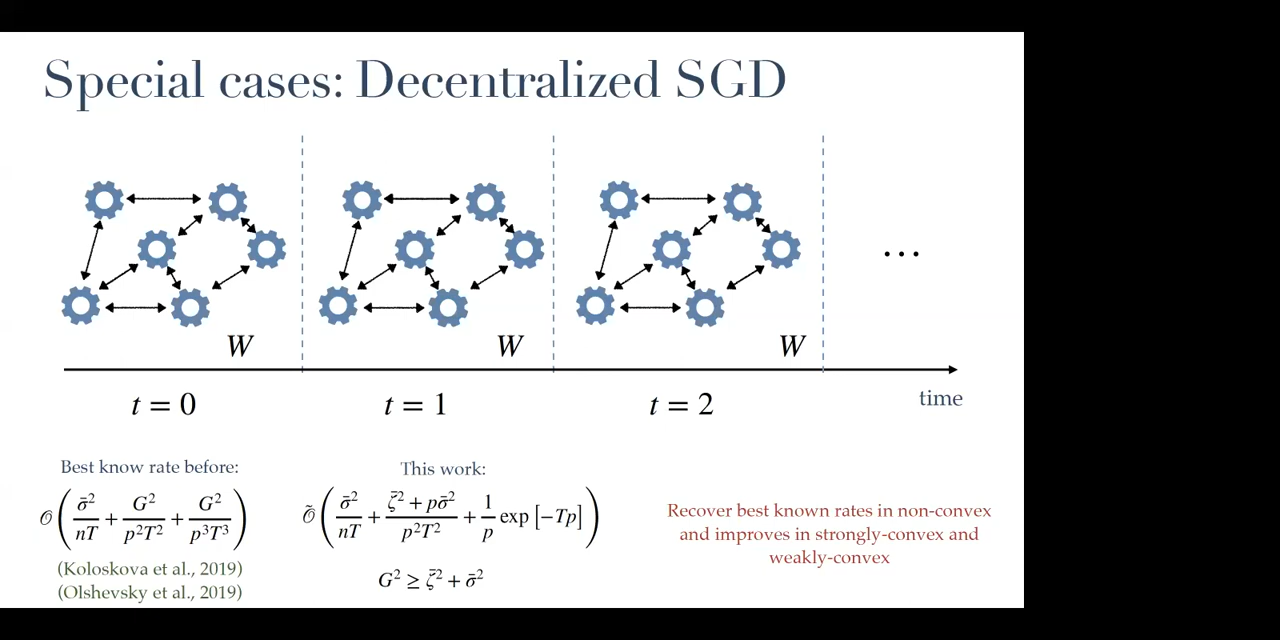 Special cases: Decentralized SGD
W
W
W
...
t = 0
t = 1
t = 2
time
Best know rate before:
𝒪(σ̄²/nT + G²/p²T² + G²/p³T³)
(Koloskova et al., 2019)
(Olshevsky et al., 2019)
This work:
Õ(σ̄²/nT + (ζ̄² + pσ̄²)/p²T² + 1/p exp [−Tp])
G² ≥ ζ̄² + σ̄²
Recover best known rates in non-convex
and improves in strongly-convex and
weakly-convex